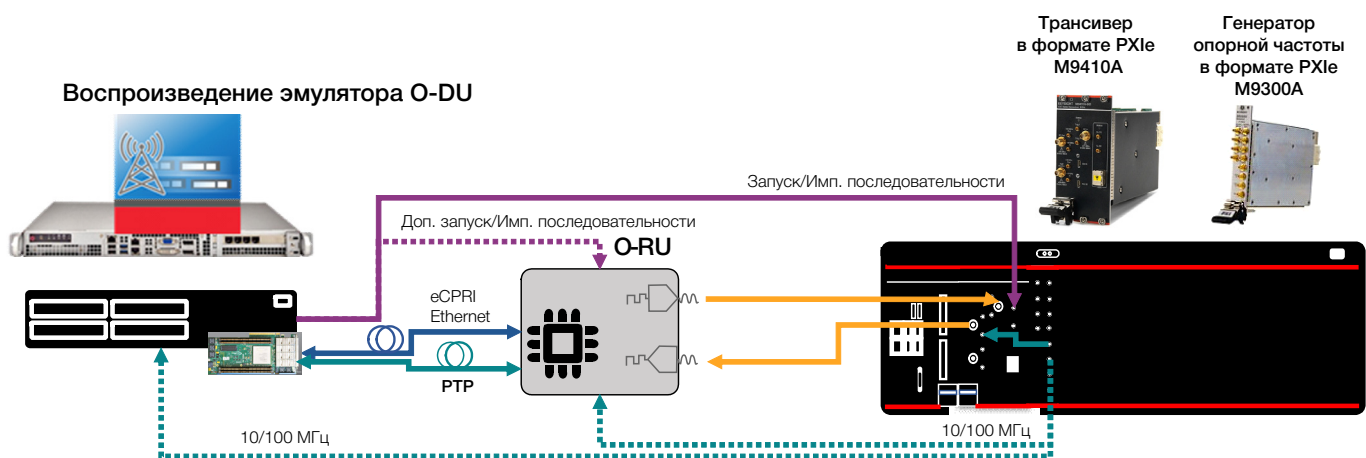 Трансивер
в формате PXIe
M9410A
Генератор
опорной частоты
в формате PXIe
M9300A
Воспроизведение эмулятора O-DU
Запуск/Имп. последовательности
Доп. запуск/Имп. последовательности
O-RU
eCPRI
Ethernet
PTP
10/100 МГц
10/100 МГц